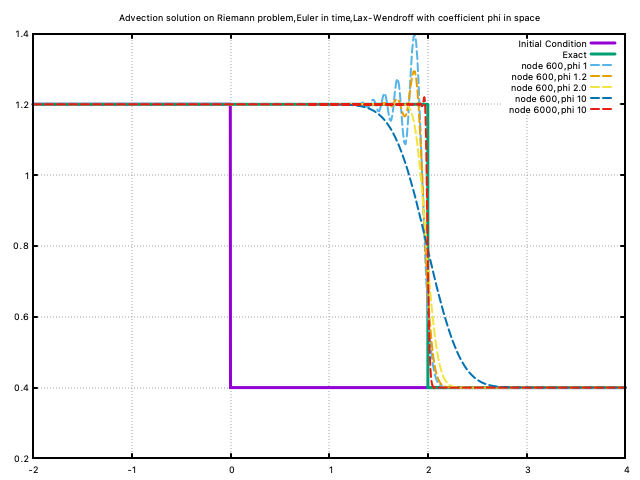 Advection solution on Riemann problem,Euler in time,Lax-Wendroff with coefficient phi in space
1.4
1.2
1
0.8
0.6
0.4
0.2
-2
-1
0
1
2
3
4
Initial Condition
Exact
node 600,phi 1
node 600,phi 1.2
node 600,phi 2.0
node 600,phi 10
node 6000,phi 10